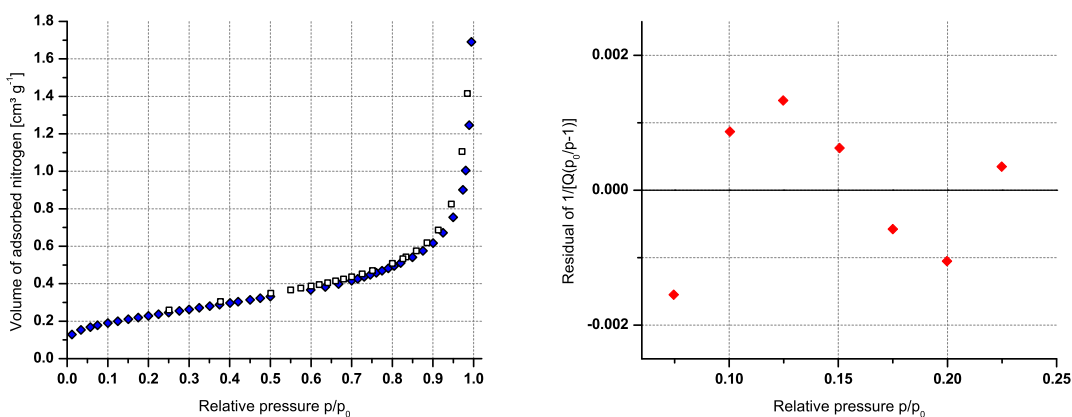 Volume of adsorbed nitrogen [cm³ g⁻¹]
1.8
1.6
1.4
1.2
1.0
0.8
0.6
0.4
0.2
0.0
0.0 0.1 0.2 0.3 0.4 0.5 0.6 0.7 0.8 0.9 1.0
Relative pressure p/p₀
Residual of 1/[Q(p₀/p-1)]
0.002
0.000
-0.002
0.10 0.15 0.20 0.25
Relative pressure p/p₀